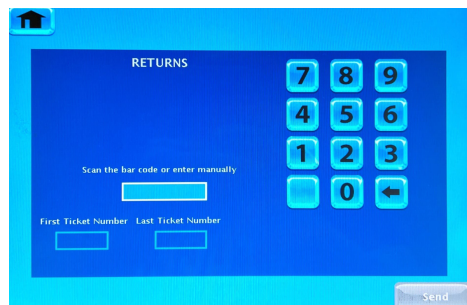 RETURNS
7 8 9
4 5 6
1 2 3
0
Scan the bar code or enter manually
First Ticket Number Last Ticket Number
Send